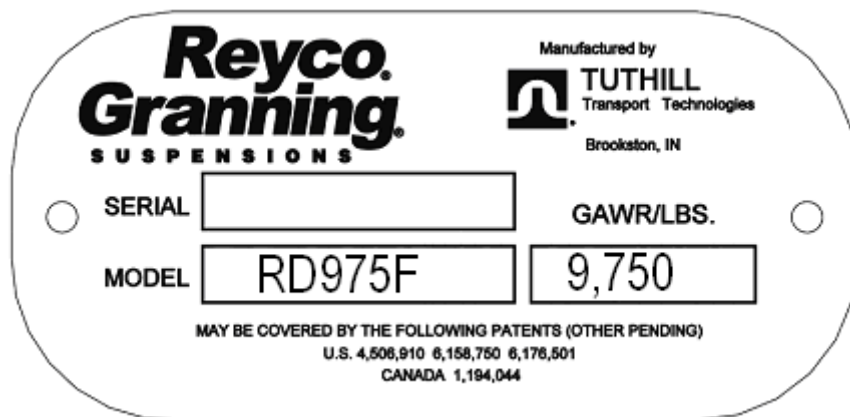 Reyco®
Granning®
SUSPENSIONS
Manufactured by
TUTHILL
Transport Technologies
Brookston, IN
SERIAL
GAWR/LBS.
MODEL RD975F 9,750
MAY BE COVERED BY THE FOLLOWING PATENTS (OTHER PENDING)
U.S. 4,506,910 6,158,750 6,176,501
CANADA 1,194,044